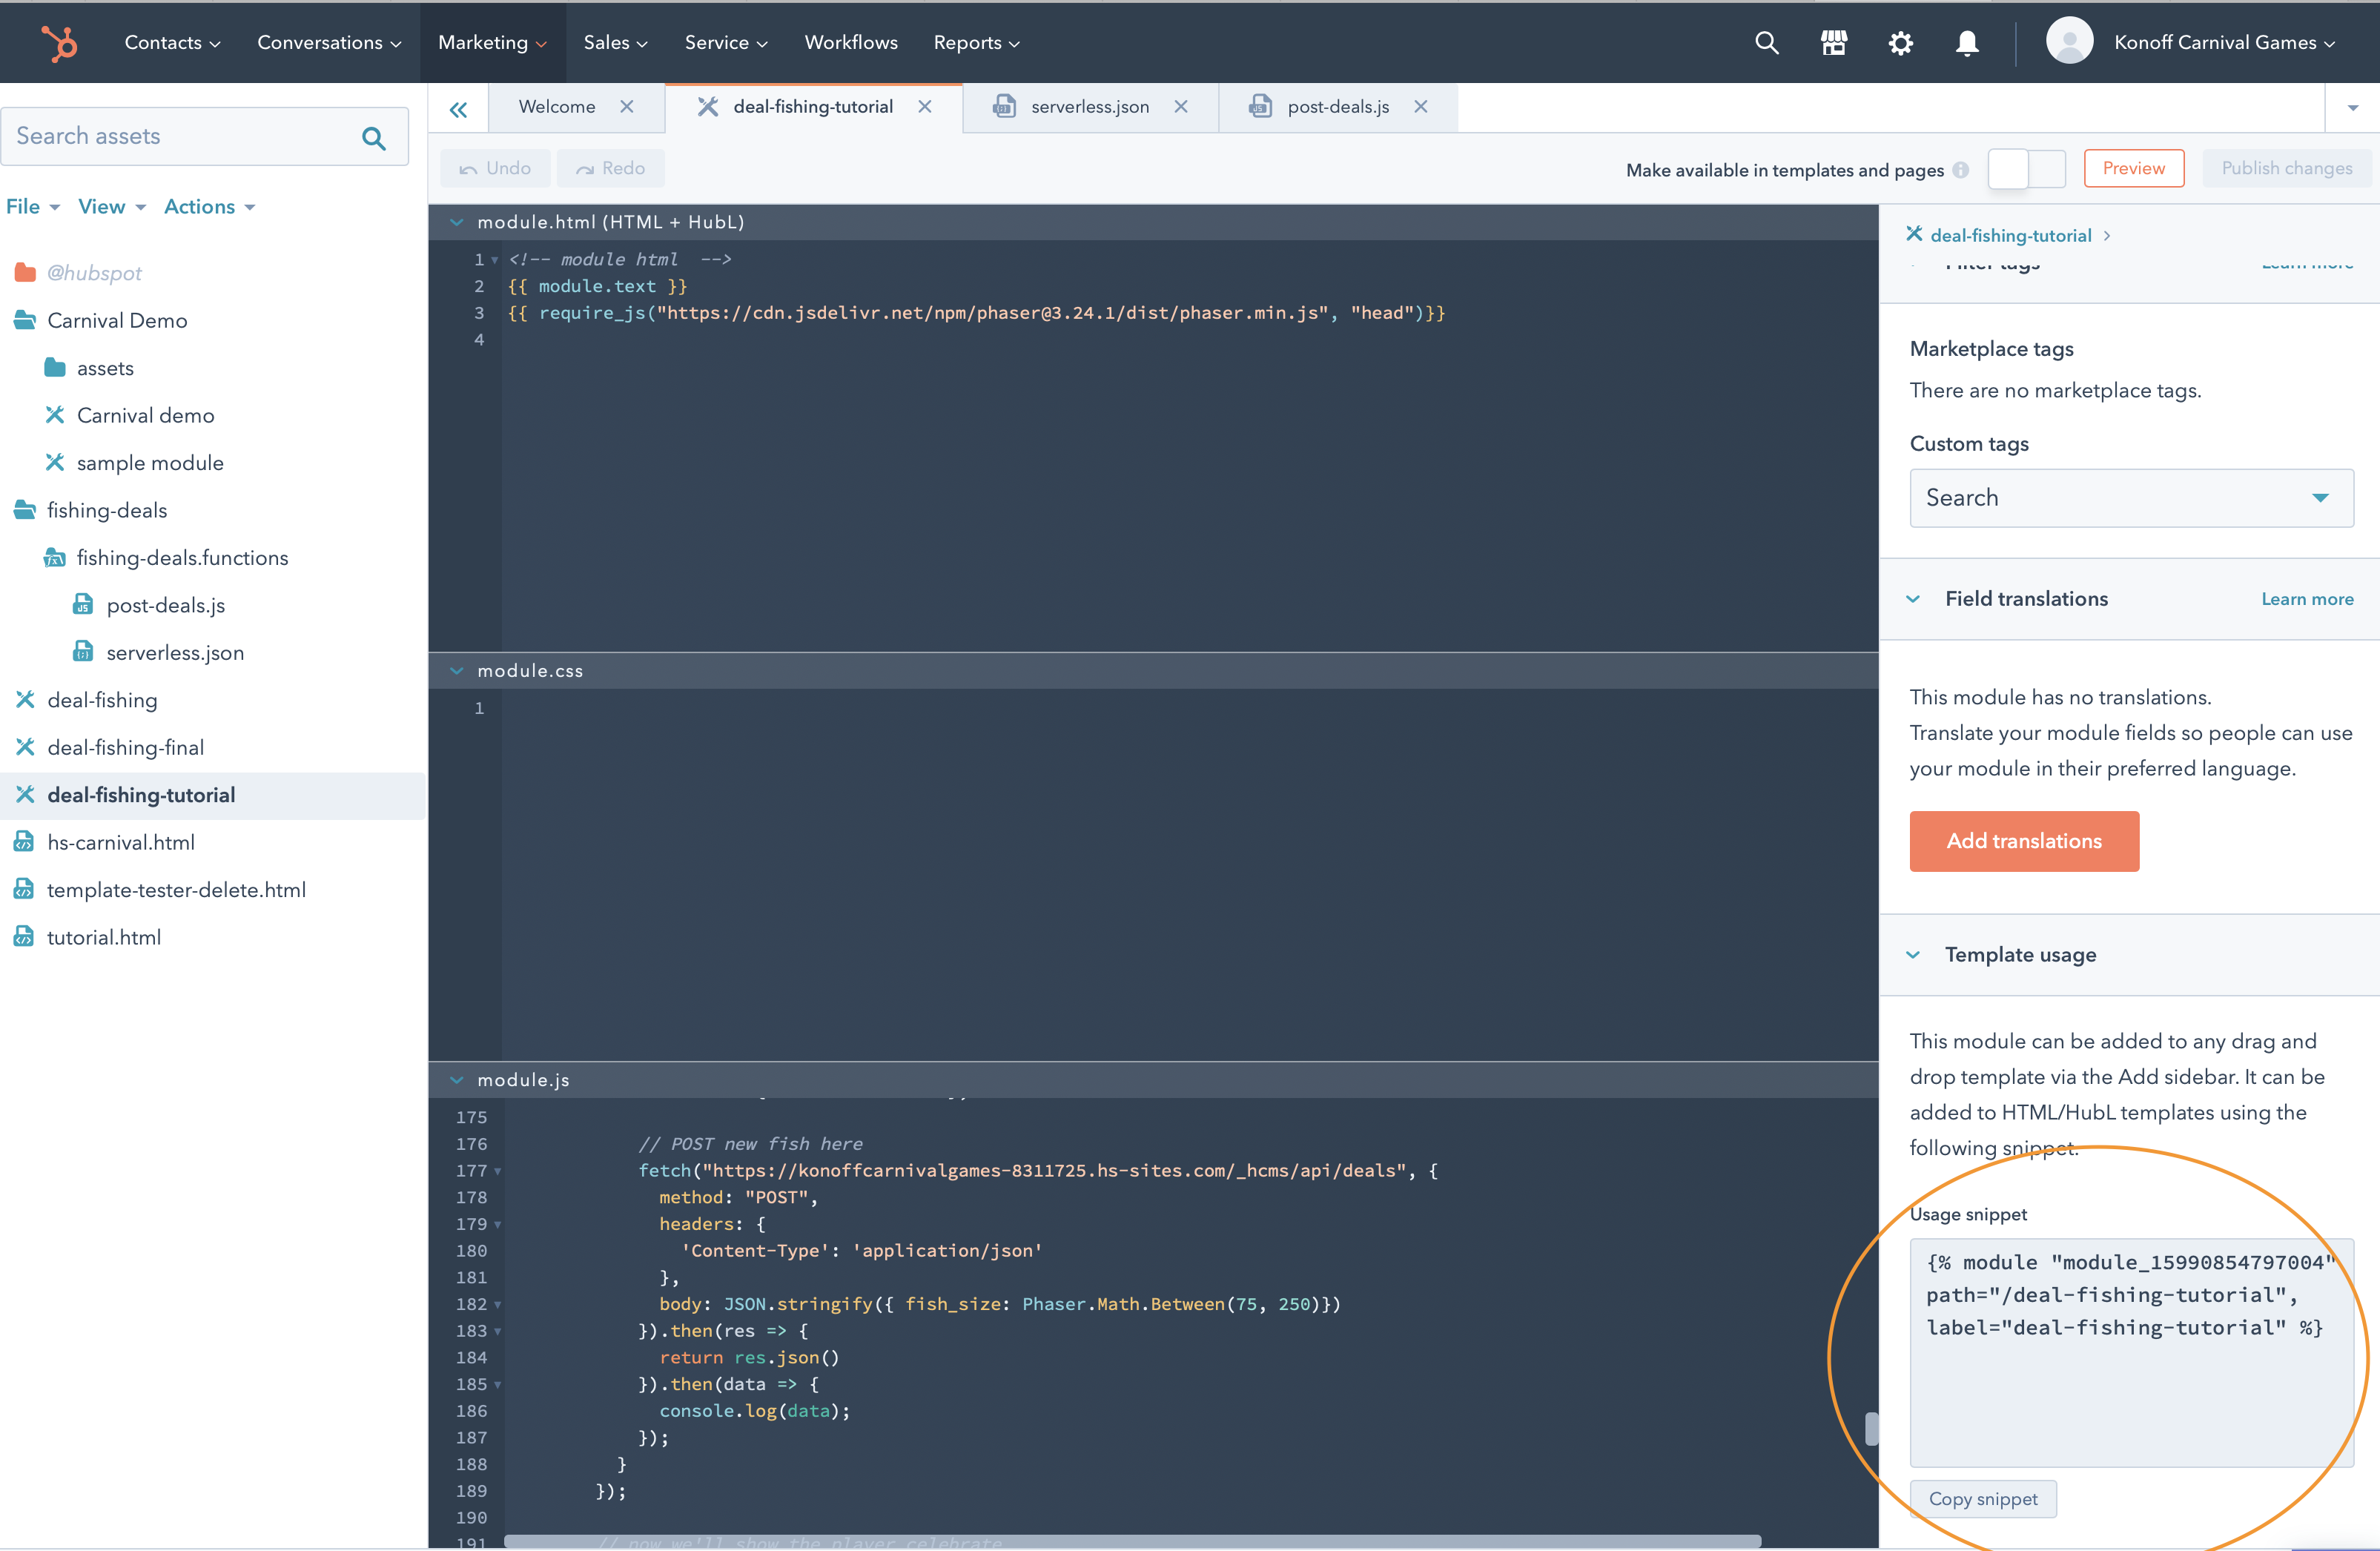 Contacts Conversations Marketing Sales Service Workflows Reports Konoff Carnival Games
Search assets
File View Actions
@hubspot
Carnival Demo
assets
Carnival demo
sample module
fishing-deals
fishing-deals.functions
post-deals.js
serverless.json
deal-fishing
deal-fishing-final
deal-fishing-tutorial
hs-carnival.html
template-tester-delete.html
tutorial.html
Welcome deal-fishing-tutorial serverless.json post-deals.js
Undo Redo Make available in templates and pages Preview Publish changes
module.html (HTML + HubL)
1 <!-- module html  -->
2 {{ module.text }}
3 {{ require_js("https://cdn.jsdelivr.net/npm/phaser@3.24.1/dist/phaser.min.js", "head")}}
4
module.css
1
module.js
175
176 // POST new fish here
177 fetch("https://konoffcarnivalgames-8311725.hs-sites.com/_hcms/api/deals", {
178 method: "POST",
179 headers: {
180 'Content-Type': 'application/json'
181 },
182 body: JSON.stringify({ fish_size: Phaser.Math.Between(75, 250)})
183 }).then(res => {
184 return res.json()
185 }).then(data => {
186 console.log(data);
187 });
188 }
189 });
190
191 // now we'll show the player celebrate
deal-fishing-tutorial
Filter tags Learn more
Marketplace tags
There are no marketplace tags.
Custom tags
Search
Field translations Learn more
This module has no translations.
Translate your module fields so people can use
your module in their preferred language.
Add translations
Template usage
This module can be added to any drag and
drop template via the Add sidebar. It can be
added to HTML/HubL templates using the
following snippet.
Usage snippet
{% module "module_15990854797004"
path="/deal-fishing-tutorial",
label="deal-fishing-tutorial" %}
Copy snippet